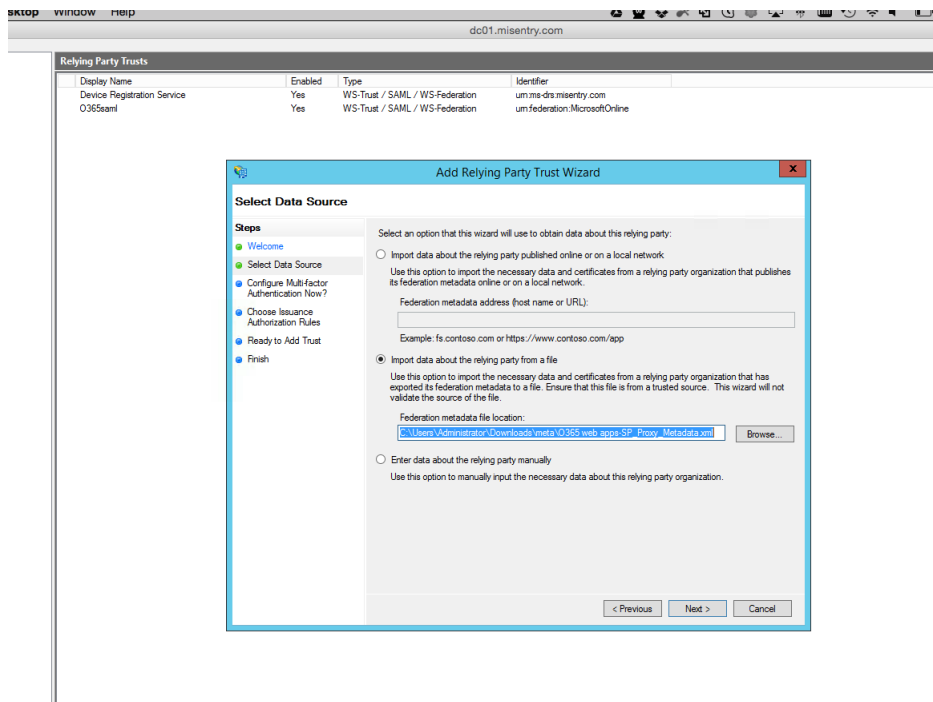 sktop Window Help
dc01.misentry.com
Relying Party Trusts
Display Name Enabled Type Identifier
Device Registration Service Yes WS-Trust / SAML / WS-Federation urn:ms-drs:misentry.com
O365saml Yes WS-Trust / SAML / WS-Federation urn:federation:MicrosoftOnline
Add Relying Party Trust Wizard
x
Select Data Source
Steps
Welcome
Select Data Source
Configure Multi-factor
Authentication Now?
Choose Issuance
Authorization Rules
Ready to Add Trust
Finish
Select an option that this wizard will use to obtain data about this relying party:
Import data about the relying party published online or on a local network
Use this option to import the necessary data and certificates from a relying party organization that publishes
its federation metadata online or on a local network.
Federation metadata address (host name or URL):
Example: fs.contoso.com or https://www.contoso.com/app
Import data about the relying party from a file
Use this option to import the necessary data and certificates from a relying party organization that has
exported its federation metadata to a file. Ensure that this file is from a trusted source. This wizard will not
validate the source of the file.
Federation metadata file location:
C:\Users\Administrator\Downloads\meta\O365 web apps-SP_Proxy_Metadata.xml Browse...
Enter data about the relying party manually
Use this option to manually input the necessary data about this relying party organization.
< Previous Next > Cancel